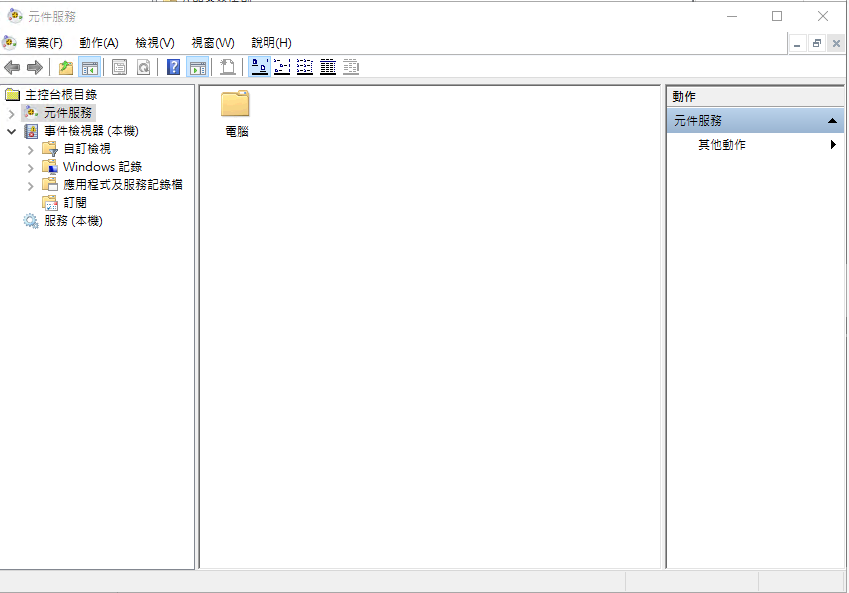 元件服務
檔案(F) 動作(A) 檢視(V) 視窗(W) 說明(H)
主控台根目錄
元件服務
事件檢視器 (本機)
自訂檢視
Windows 記錄
應用程式及服務記錄檔
訂閱
服務 (本機)
電腦
動作
元件服務
其他動作